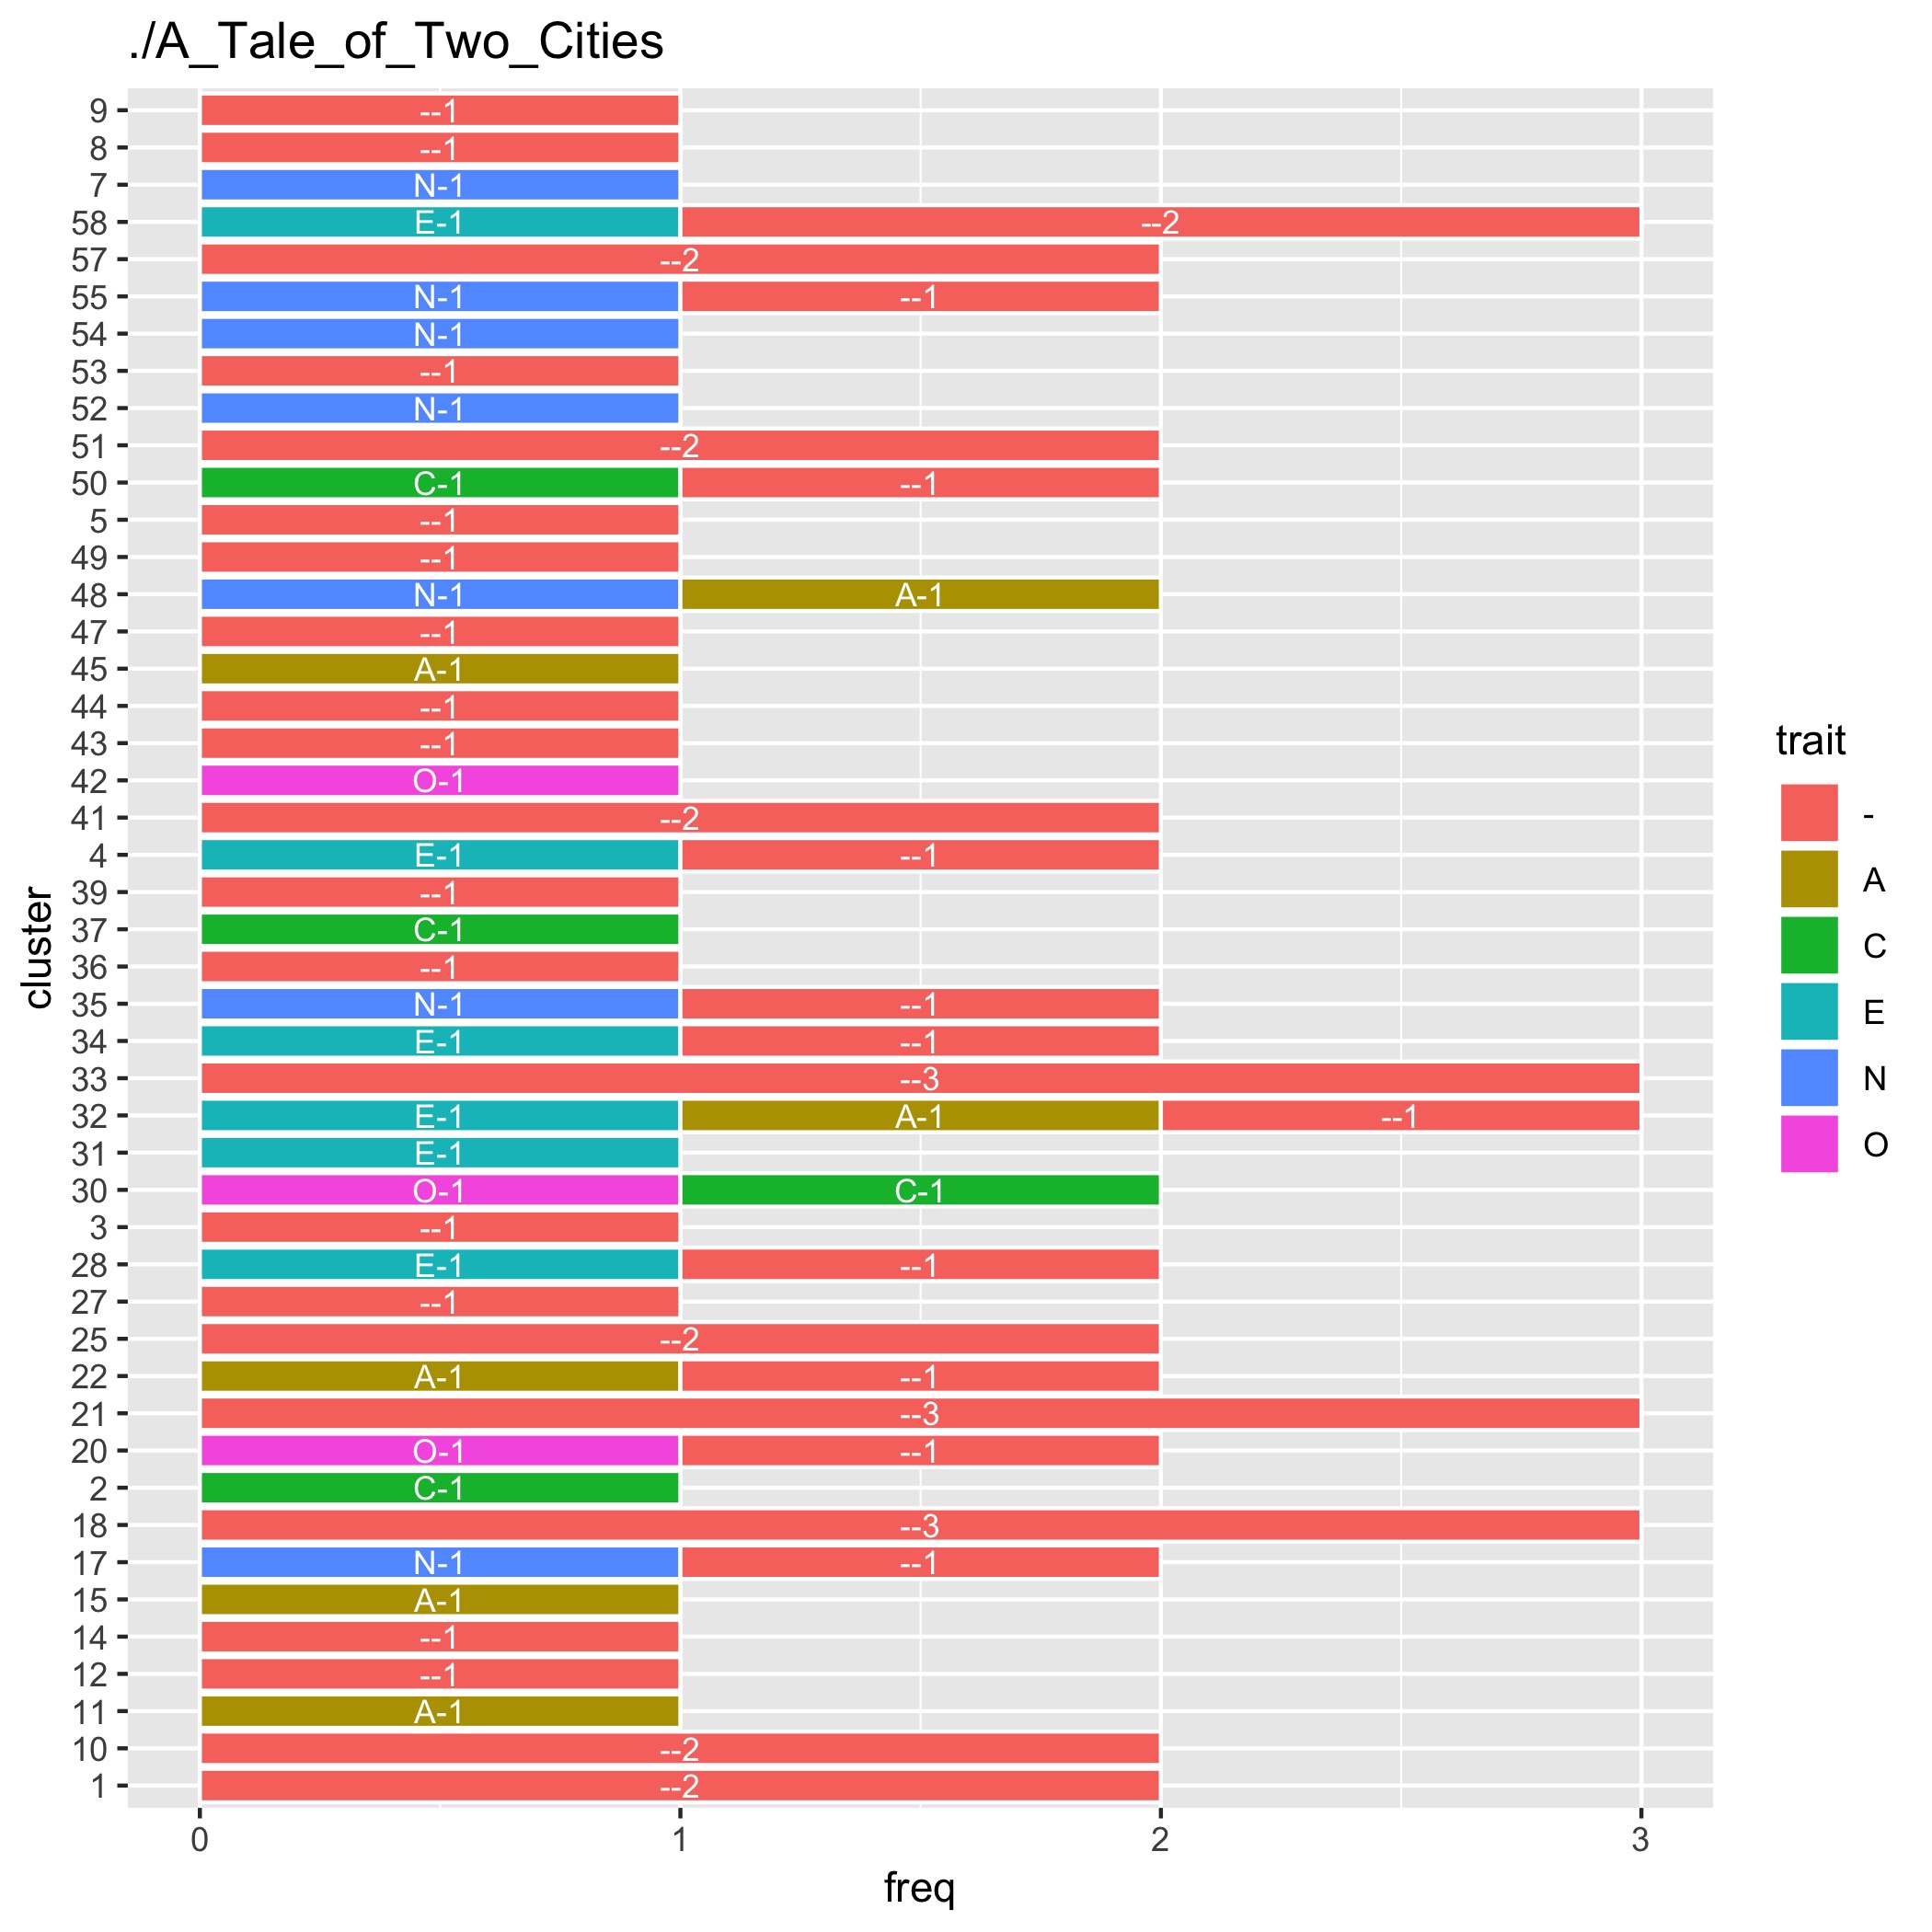 ./A_Tale_of_Two_Cities
9 --1
8 --1
7 N-1
58 E-1 --2
57 --2
55 N-1 --1
54 N-1
53 --1
52 N-1
51 --2
50 C-1 --1
5 --1
49 --1
48 N-1 A-1
47 --1
45 A-1
44 --1
43 --1
42 O-1
41 --2
4 E-1 --1
39 --1
37 C-1
36 --1
35 N-1 --1
34 E-1 --1
33 --3
32 E-1 A-1 --1
31 E-1
30 O-1 C-1
3 --1
28 E-1 --1
27 --1
25 --2
22 A-1 --1
21 --3
20 O-1 --1
2 C-1
18 --3
17 N-1 --1
15 A-1
14 --1
12 --1
11 A-1
10 --2
1 --2
0 1 2 3
freq
cluster
trait
-
A
C
E
N
O